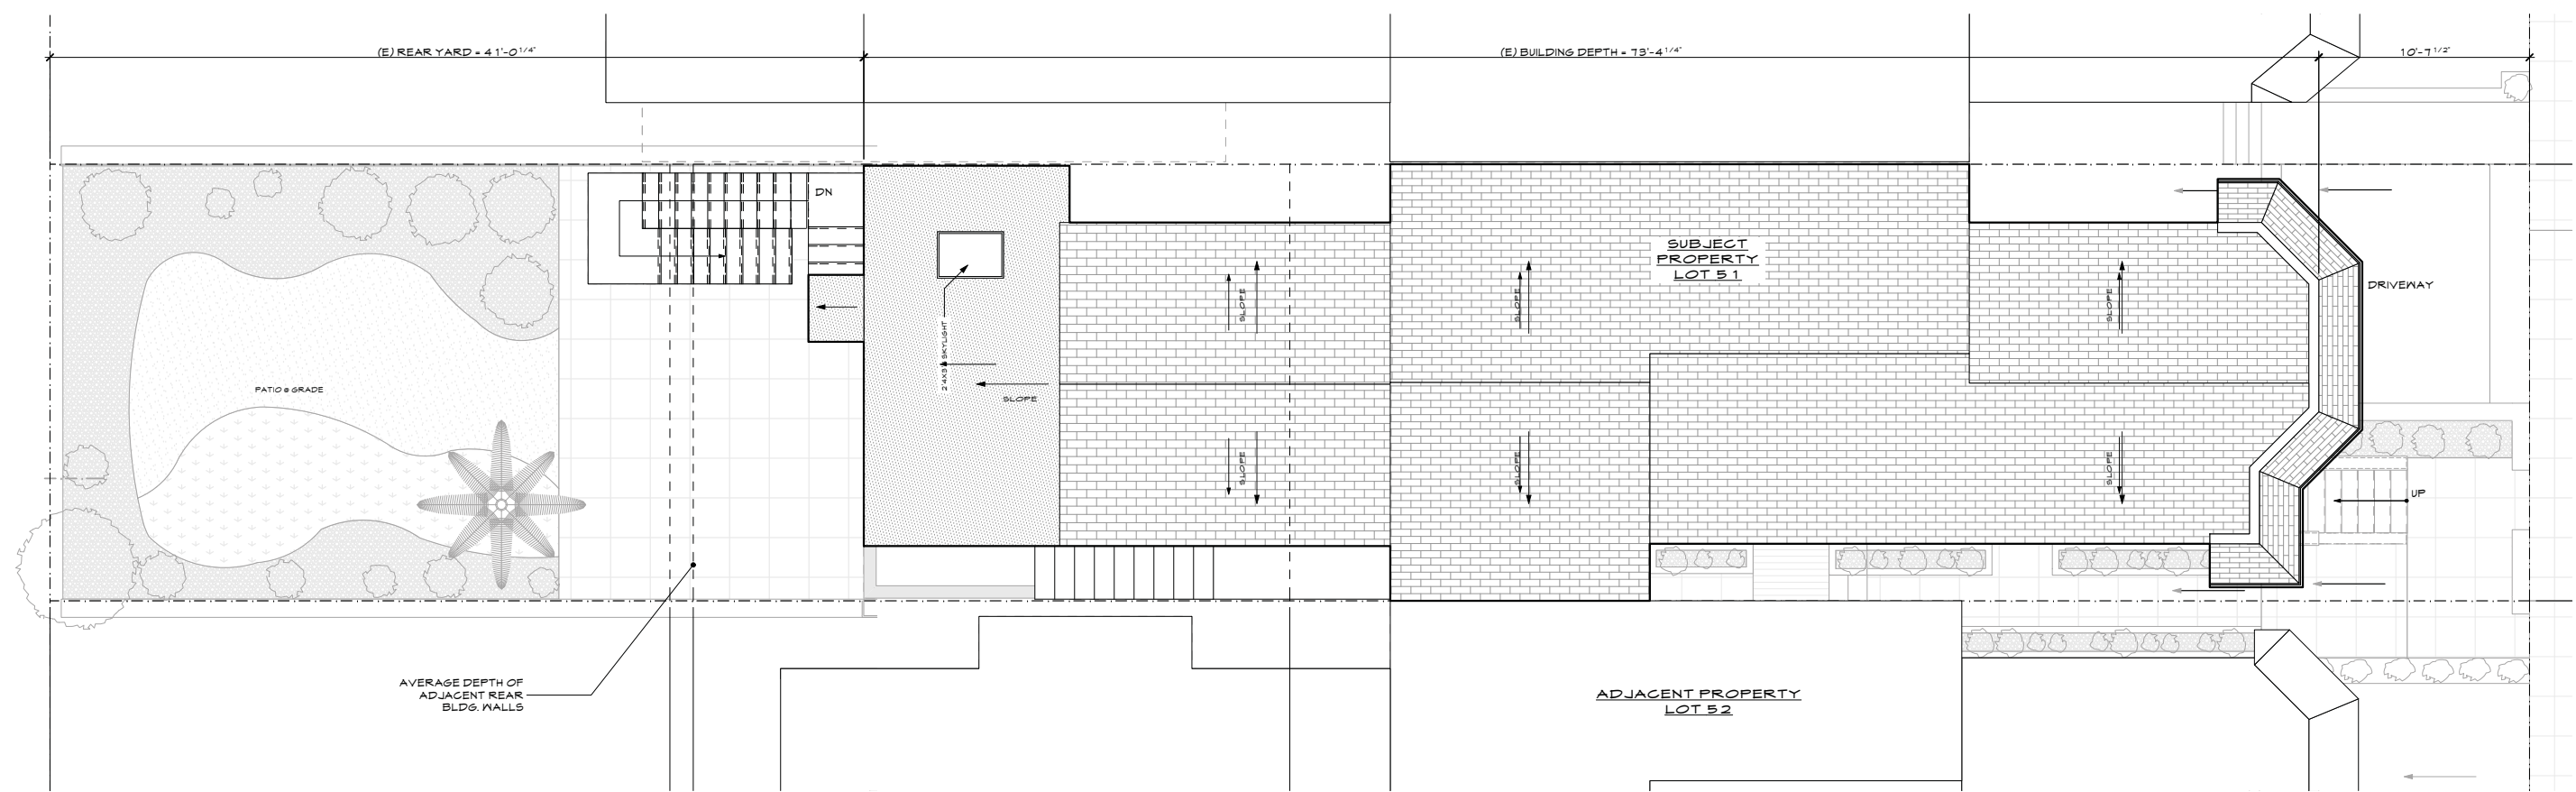 (E) REAR YARD = 41'-0 1/4"
(E) BUILDING DEPTH = 73'-4 1/4"
10'-7 1/2"
DN
SUBJECT
PROPERTY
LOT 51
DRIVEWAY
SLOPE
SLOPE
SLOPE
2'4X3 SKYLIGHT
PATIO @ GRADE
SLOPE
SLOPE
SLOPE
SLOPE
UP
AVERAGE DEPTH OF
ADJACENT REAR
BLDG. WALLS
ADJACENT PROPERTY
LOT 52